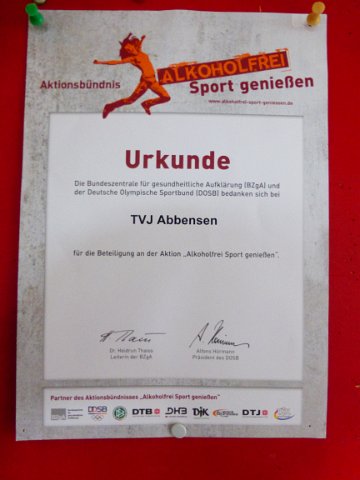 Aktionsbündnis
ALKOHOLFREI
Sport genießen
www.alkoholfrei-sport-geniessen.de
Urkunde
Die Bundeszentrale für gesundheitliche Aufklärung (BZgA) und
der Deutsche Olympische Sportbund (DOSB) bedanken sich bei
TVJ Abbensen
für die Beteiligung an der Aktion „Alkoholfrei Sport genießen“.
Dr. Heidrun Thaiss
Leiterin der BZgA
Alfons Hörmann
Präsident des DOSB
Partner des Aktionsbündnisses „Alkoholfrei Sport genießen“
DOSB
DTB
DHB
DJK
DTJ